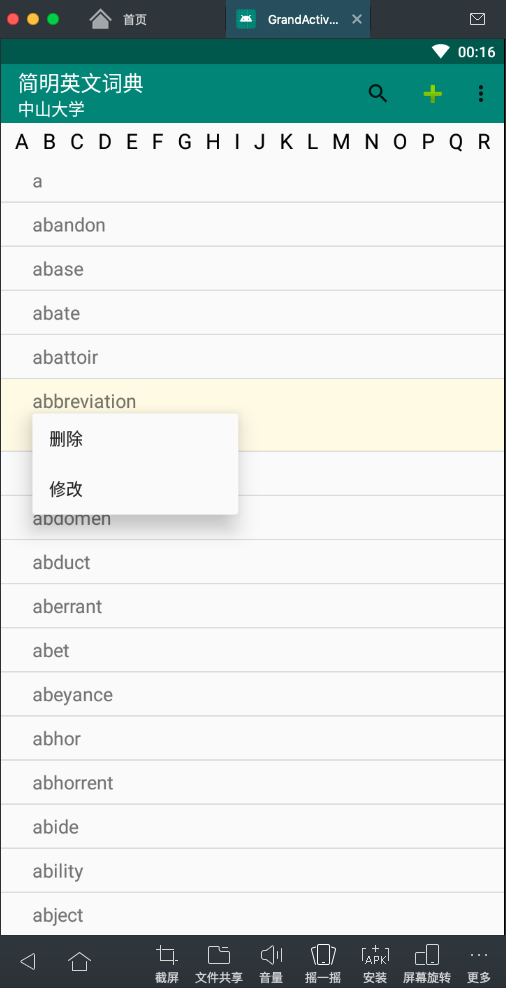 首页
GrandActiv...
00:16
简明英文词典
中山大学
A B C D E F G H I J K L M N O P Q R
a
abandon
abase
abate
abattoir
abbreviation
删除
修改
abdomen
abduct
aberrant
abet
abeyance
abhor
abhorrent
abide
ability
abject
APK
截屏 文件共享 音量 摇一摇 安装 屏幕旋转 更多